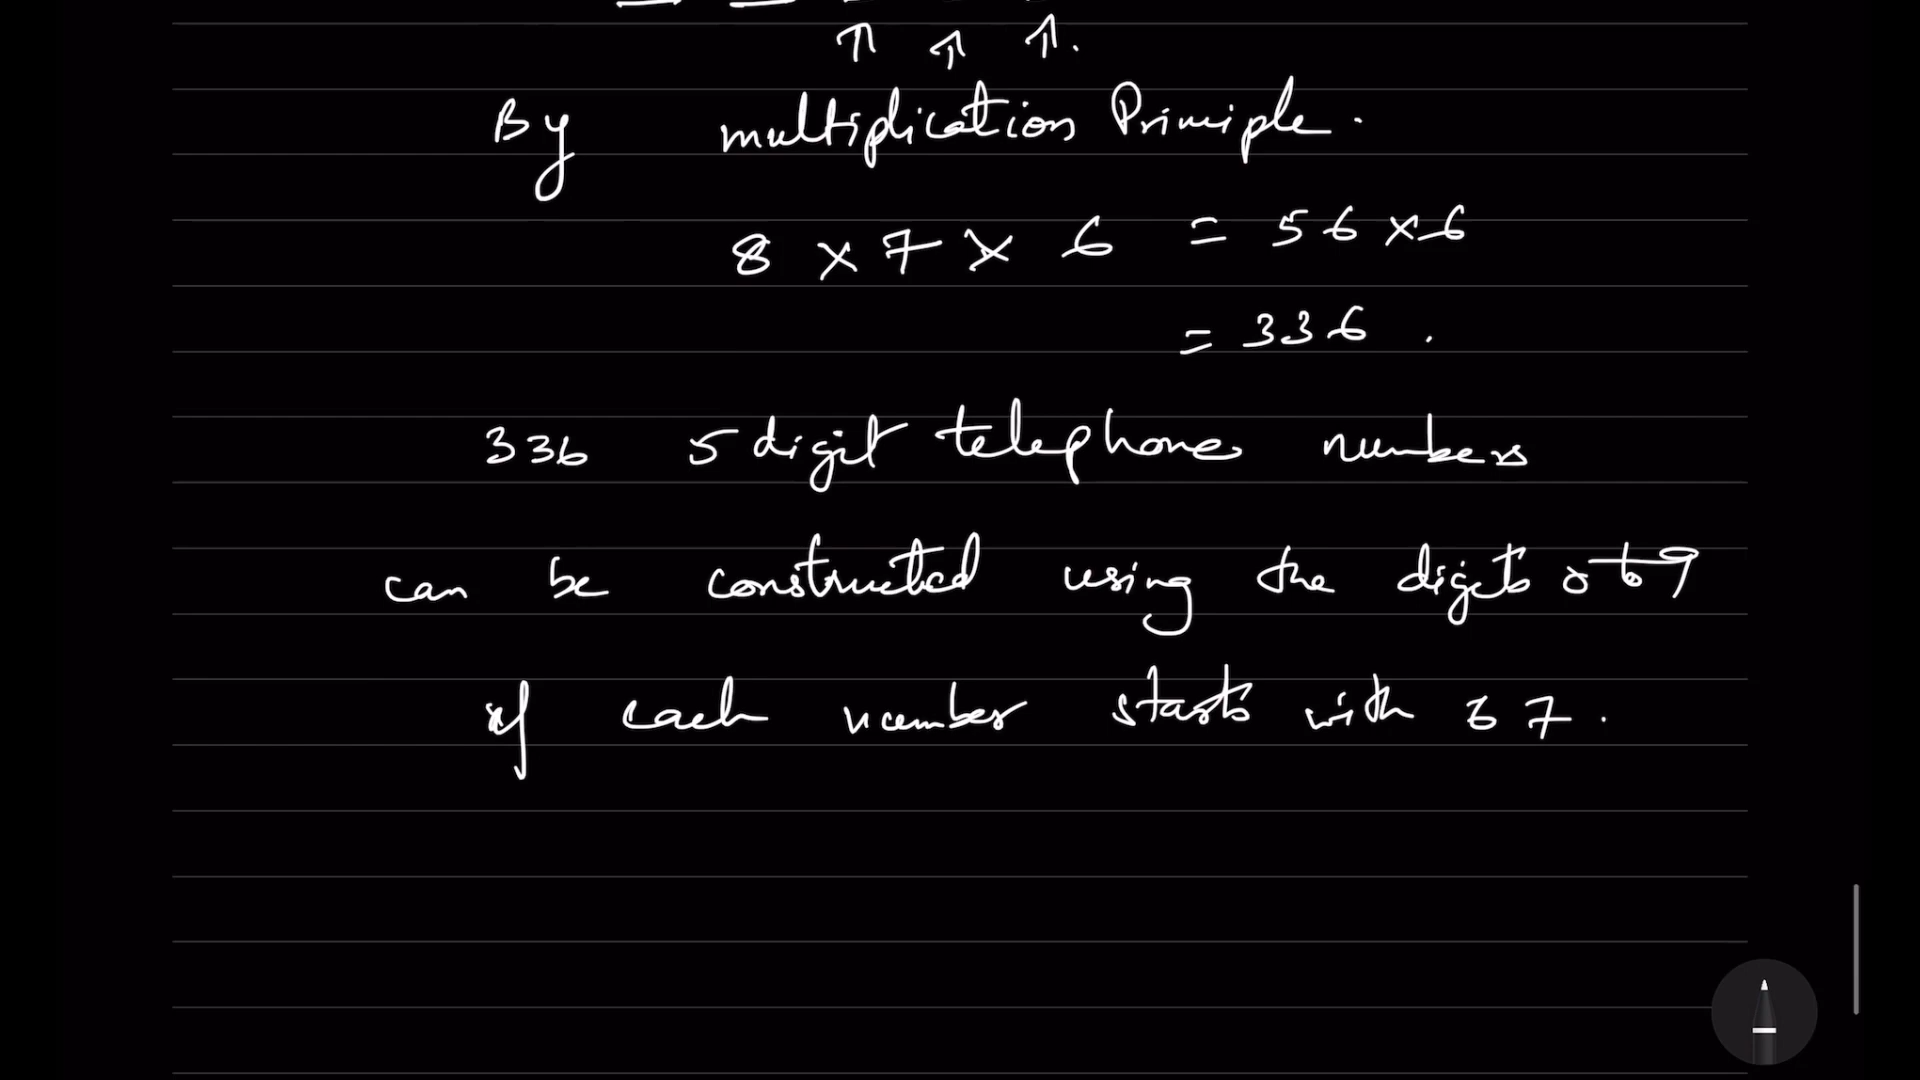 By multiplication Principle.
8 x 7 x 6 = 56 x 6
= 336.
336 5 digit telephone numbers
can be constructed using the digits 0 to 9
if each number starts with 67.